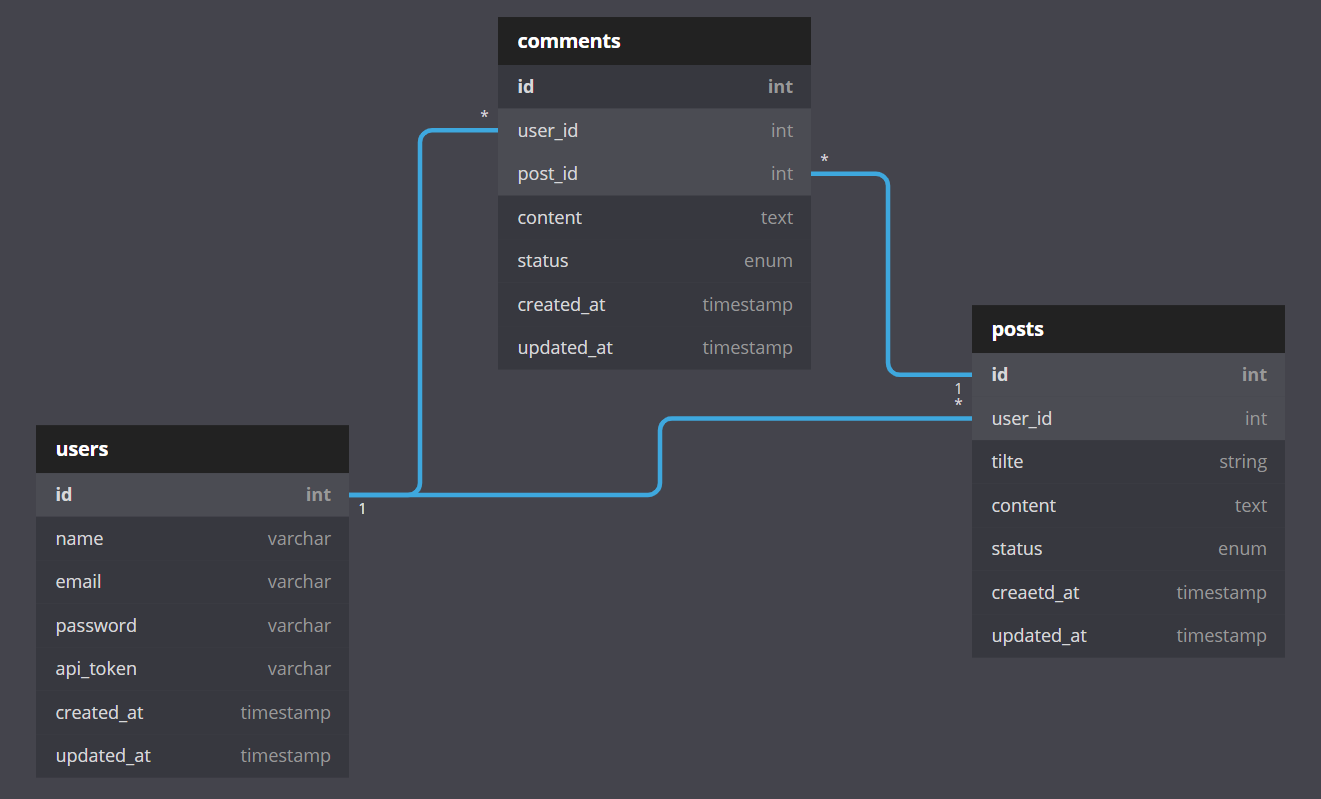 comments
id int
* user_id int
post_id int *
content text
status enum
created_at timestamp
updated_at timestamp
posts
id int
1
*
user_id int
tilte string
content text
status enum
creaetd_at timestamp
updated_at timestamp
users
id int
1
name varchar
email varchar
password varchar
api_token varchar
created_at timestamp
updated_at timestamp